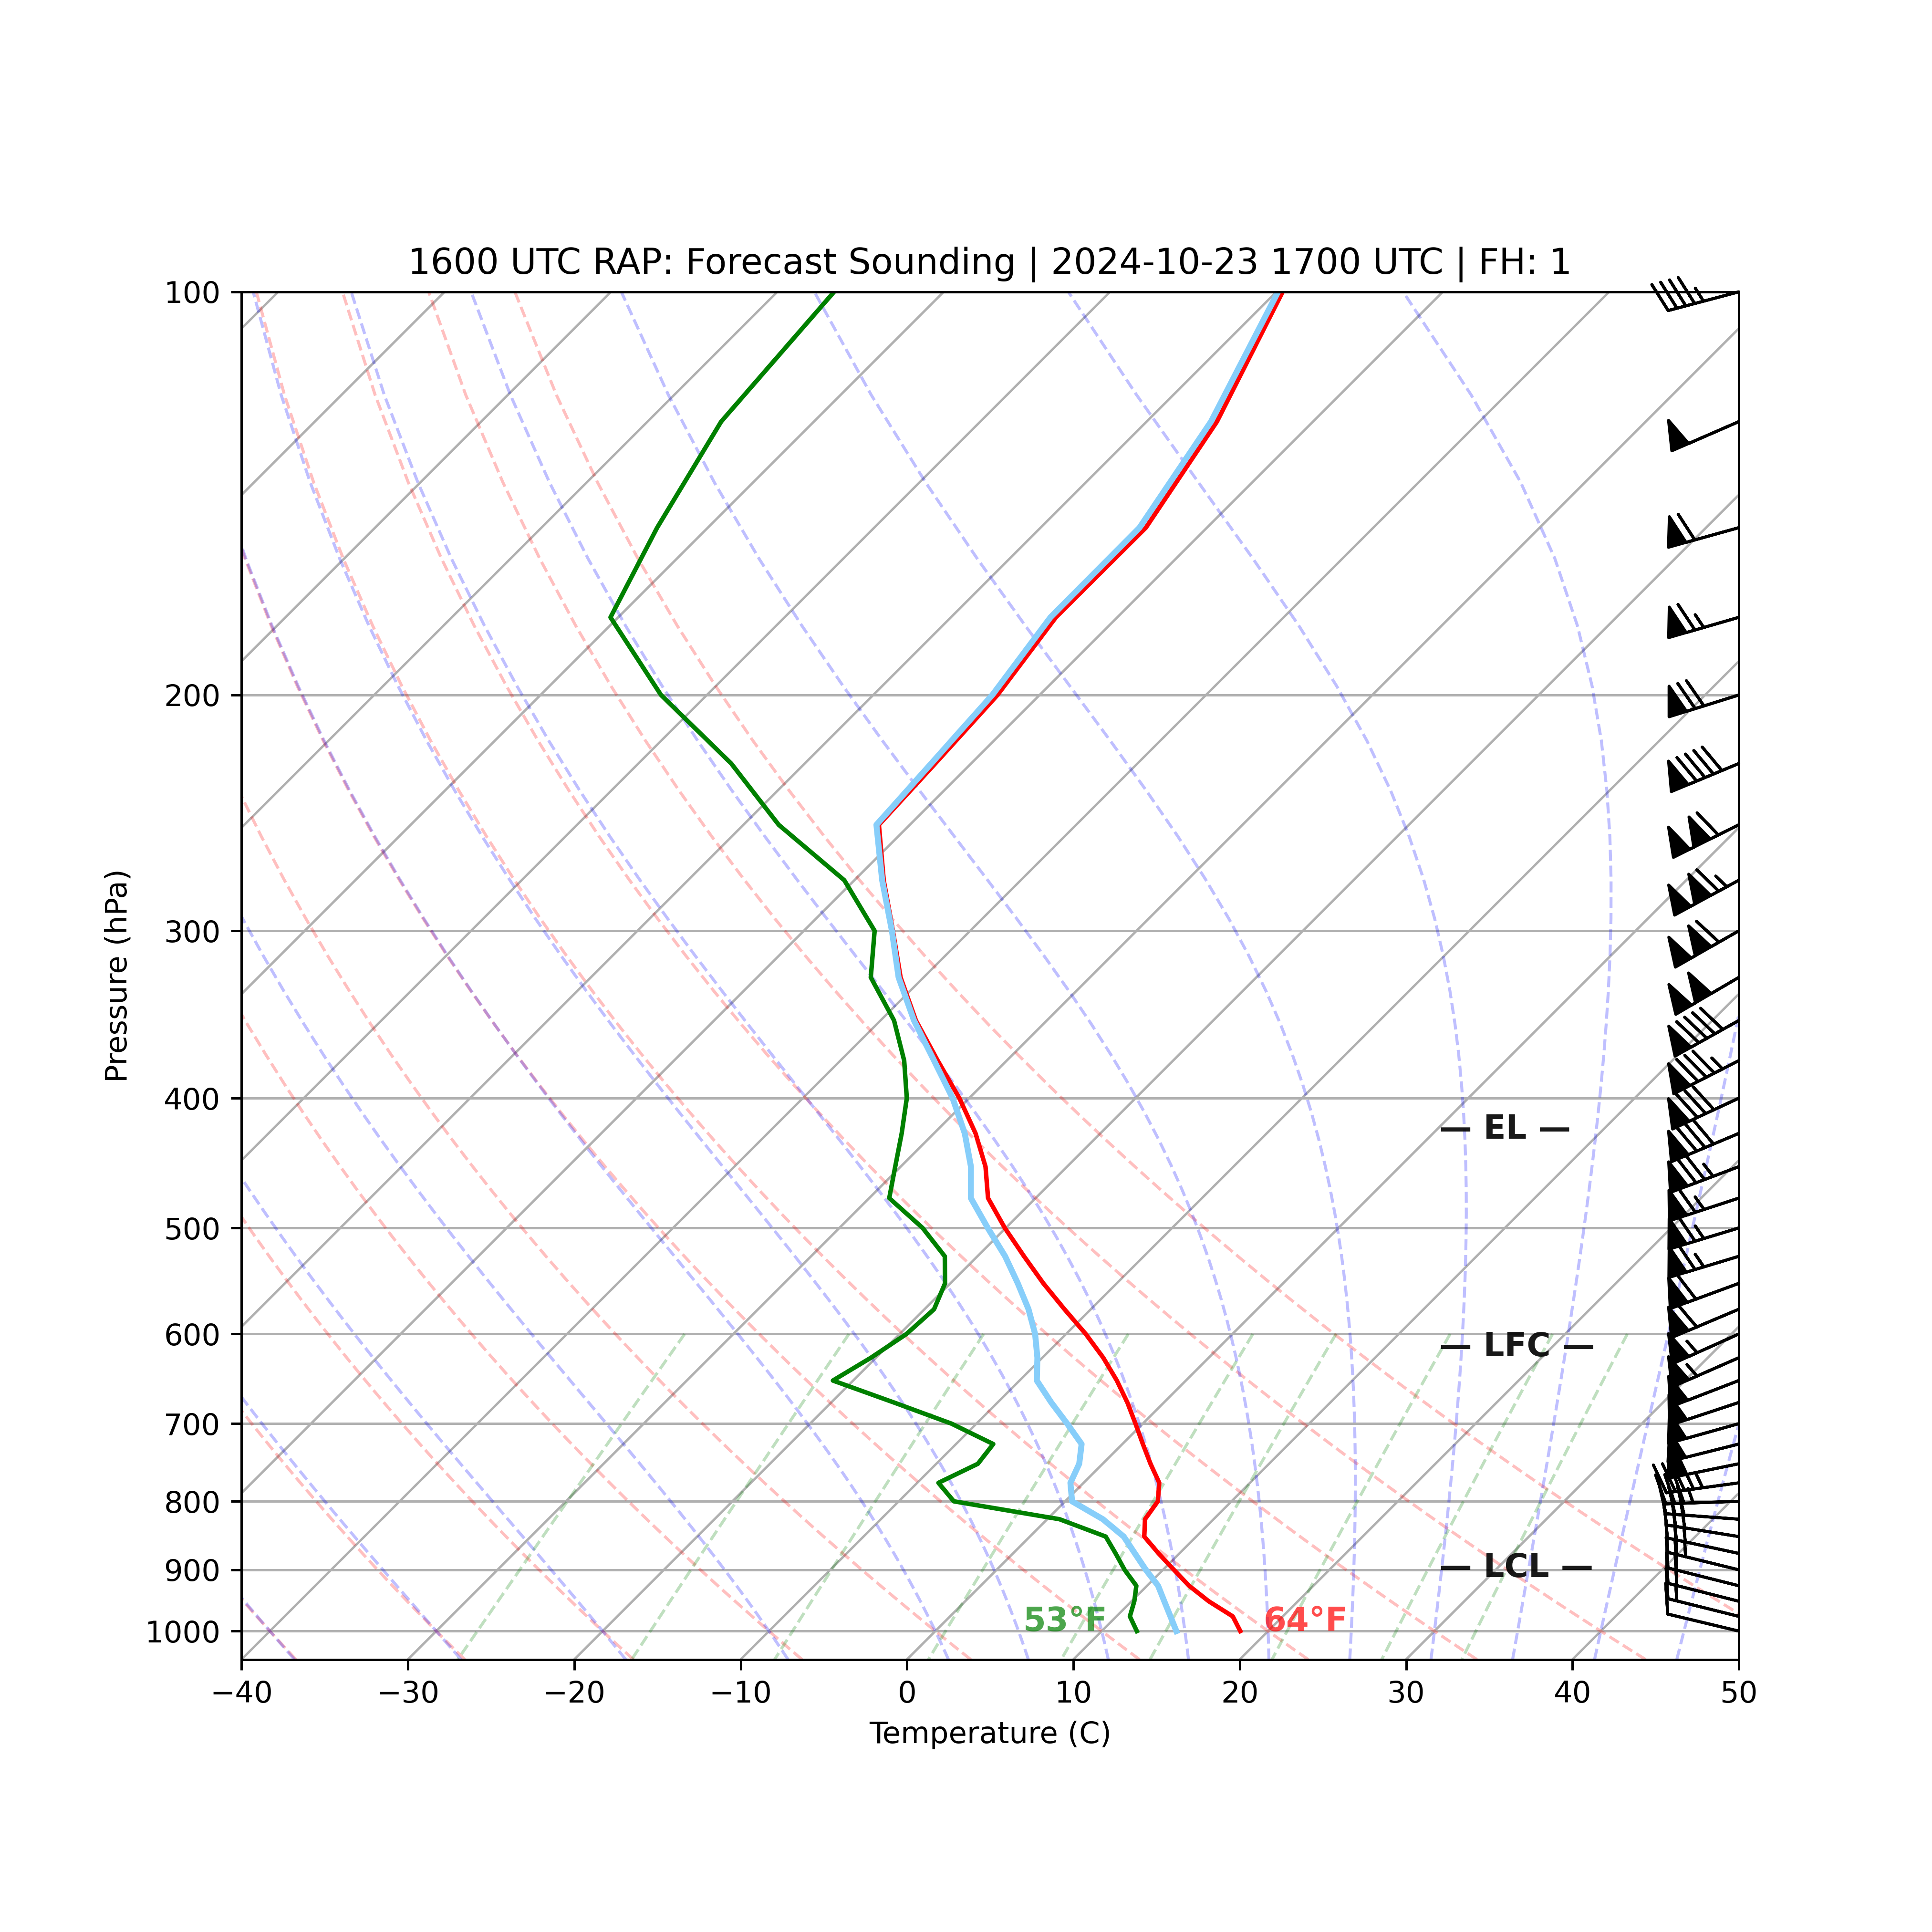 1600 UTC RAP: Forecast Sounding | 2024-10-23 1700 UTC | FH: 1
100
200
300
400
500
600
700
800
900
1000
Pressure (hPa)
— EL —
— LFC —
— LCL —
53°F
64°F
−40 −30 −20 −10 0 10 20 30 40 50
Temperature (C)